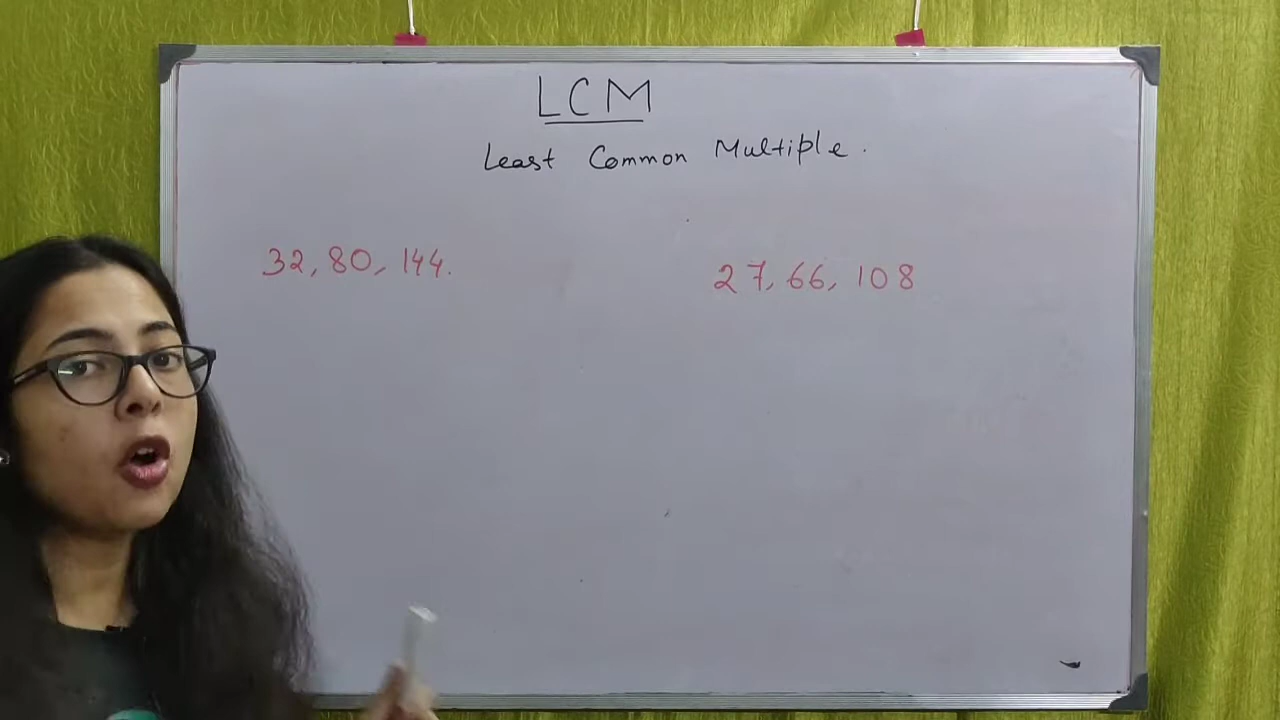 LCM
Least Common Multiple.
32, 80, 144.
27, 66, 108